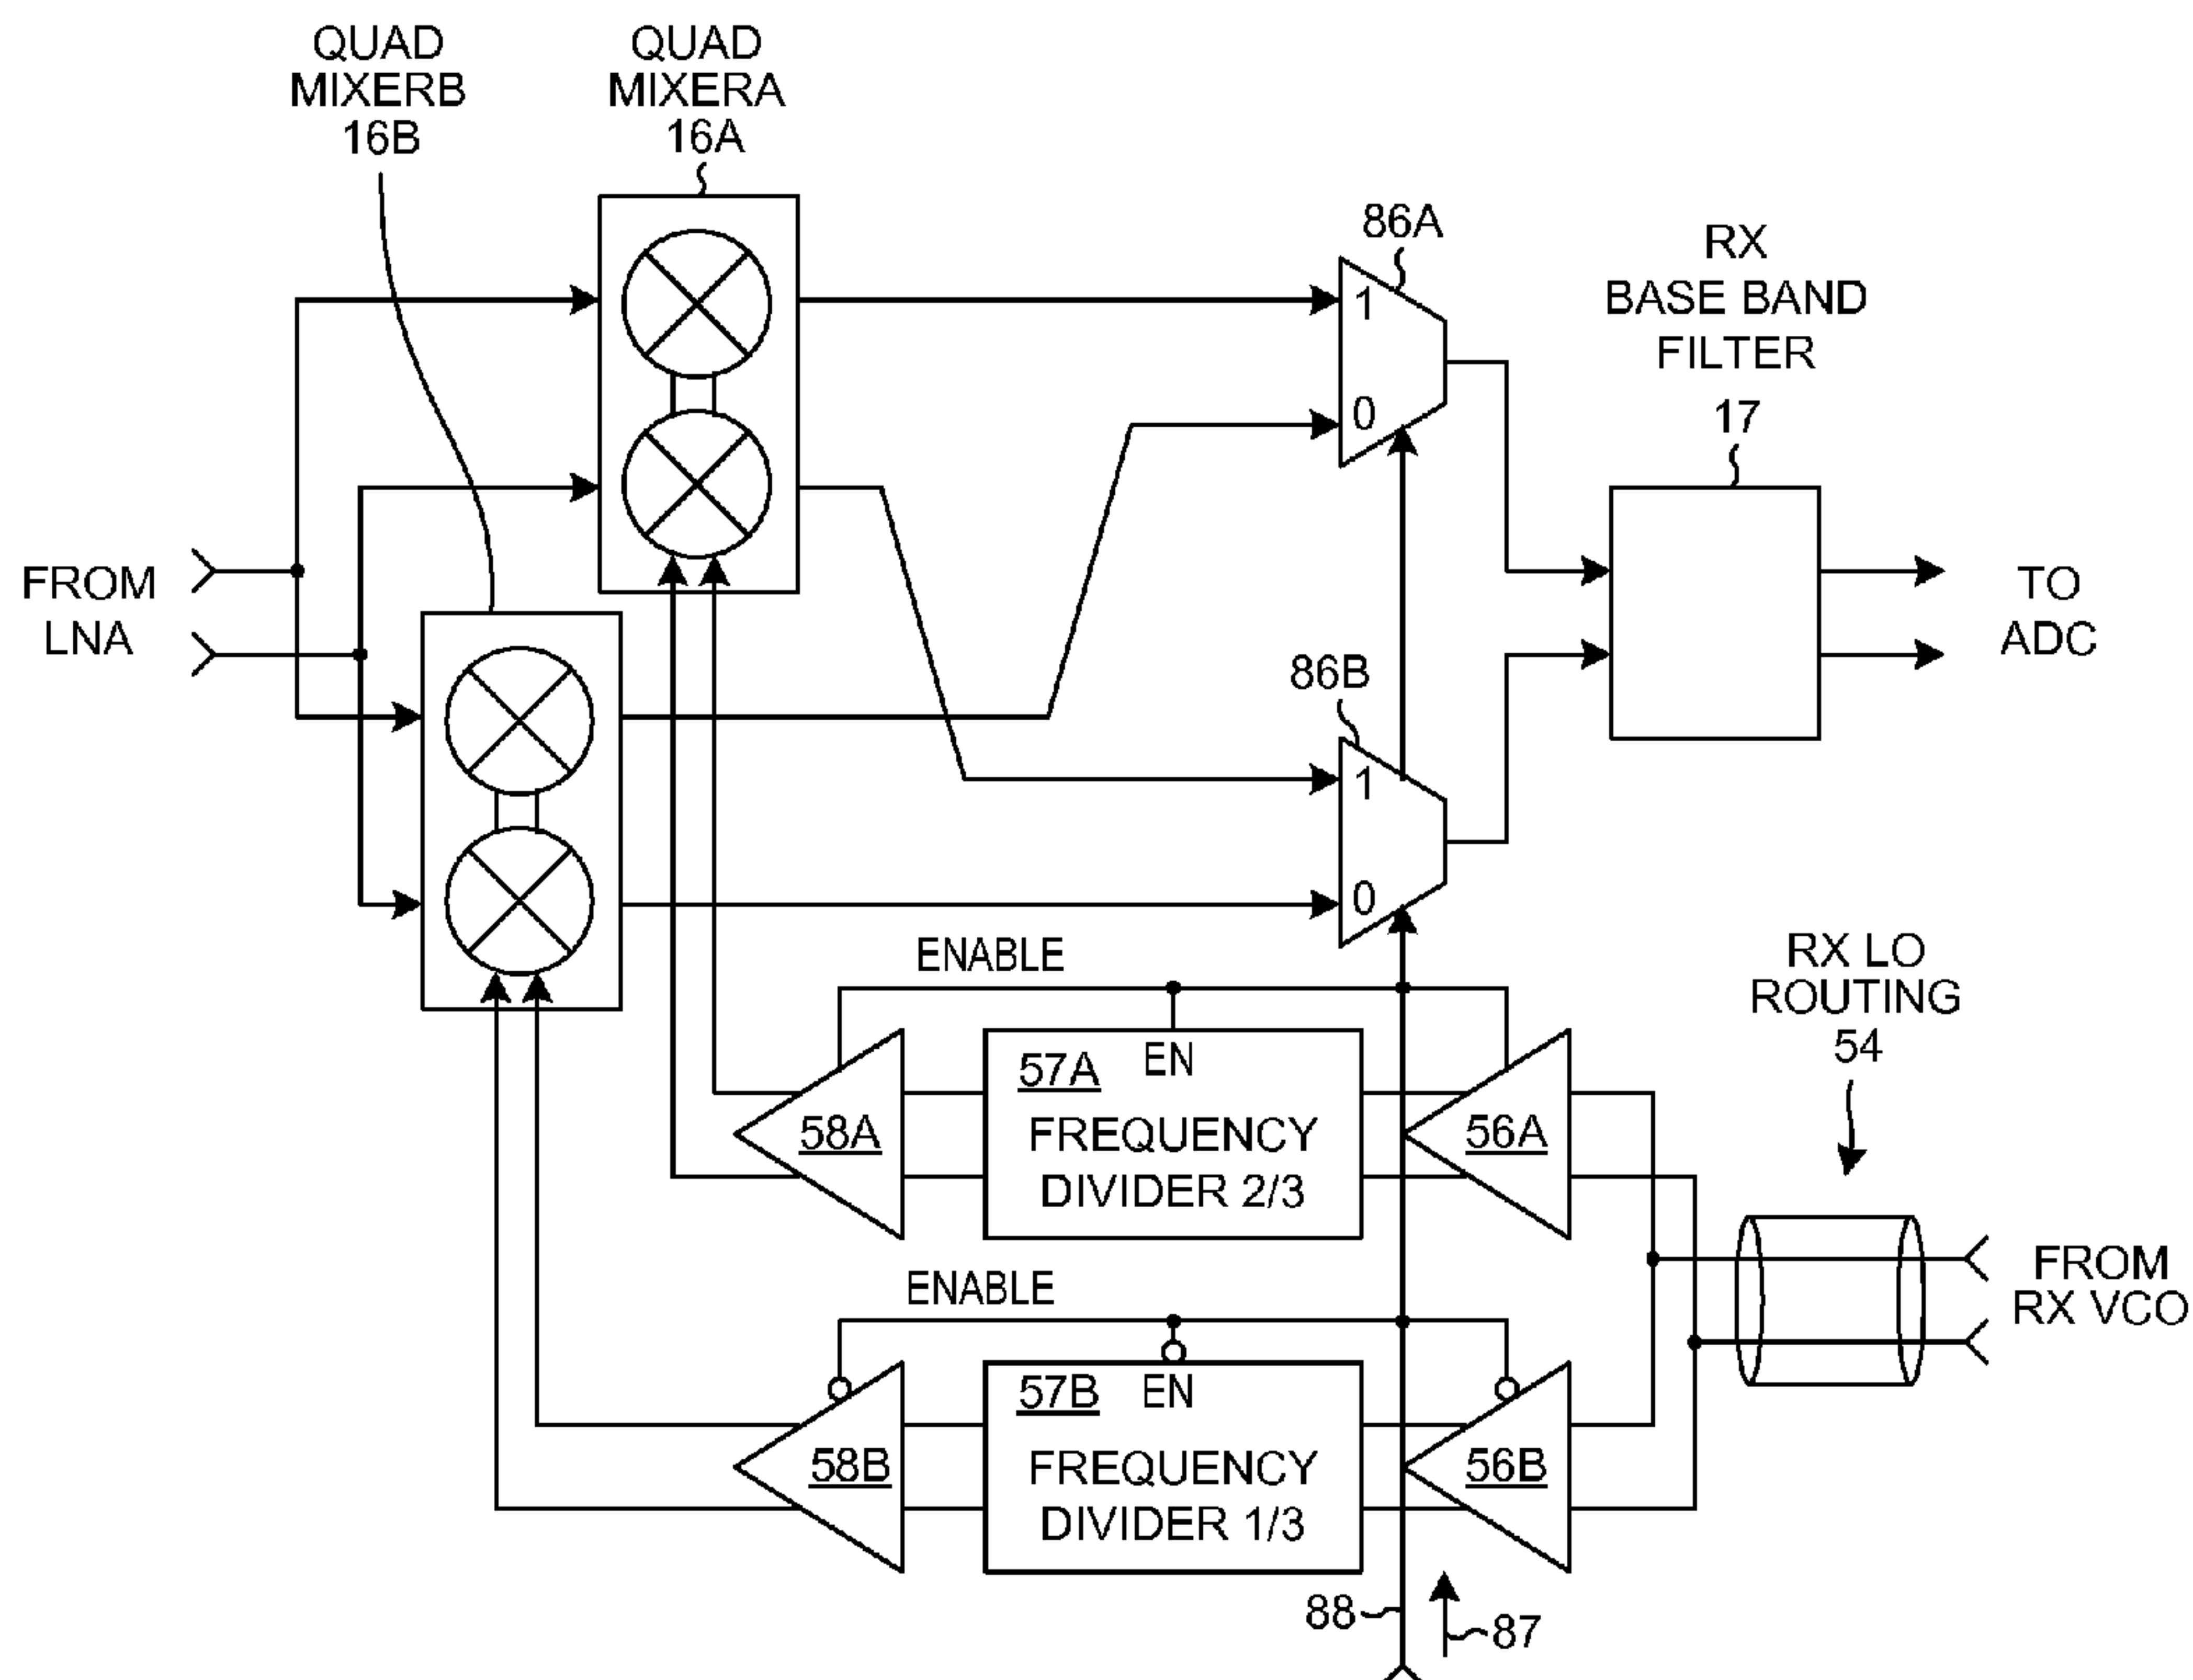 QUAD
MIXERB
16B
QUAD
MIXERA
16A
86A
1
0
RX
BASE BAND
FILTER
17
FROM
LNA
TO
ADC
86B
1
0
ENABLE
RX LO
ROUTING
54
58A
57A
EN
FREQUENCY
DIVIDER 2/3
56A
ENABLE
FROM
RX VCO
58B
57B
EN
FREQUENCY
DIVIDER 1/3
56B
88
87